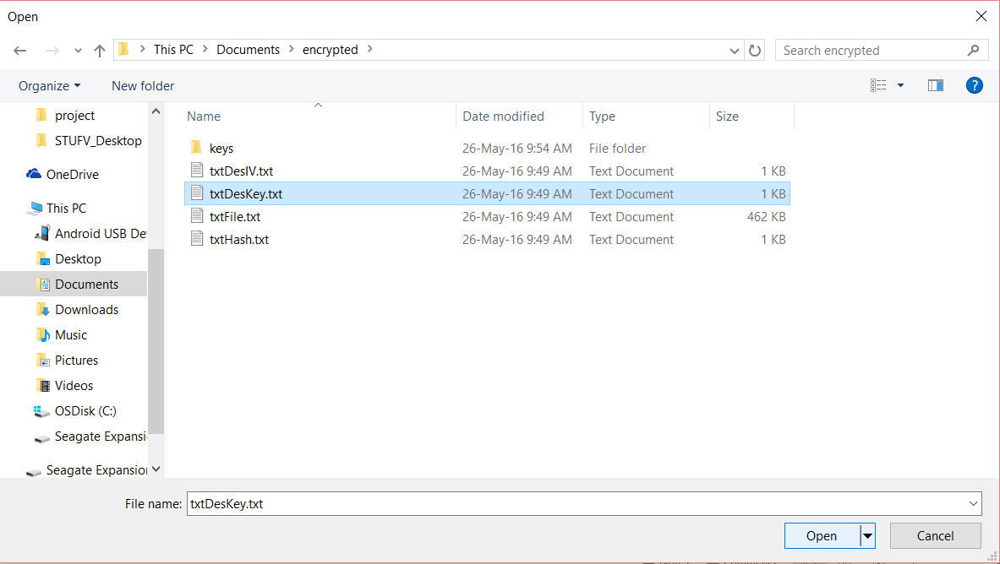 Open
This PC Documents encrypted
Search encrypted
Organize New folder
?
project
STUFV_Desktop
OneDrive
This PC
Android USB De
Desktop
Documents
Downloads
Music
Pictures
Videos
OSDisk (C:)
Seagate Expansi
Seagate Expansion
Name Date modified Type Size
keys 26-May-16 9:54 AM File folder
txtDesIV.txt 26-May-16 9:49 AM Text Document 1 KB
txtDesKey.txt 26-May-16 9:49 AM Text Document 1 KB
txtFile.txt 26-May-16 9:49 AM Text Document 462 KB
txtHash.txt 26-May-16 9:49 AM Text Document 1 KB
File name: txtDesKey.txt
Open Cancel